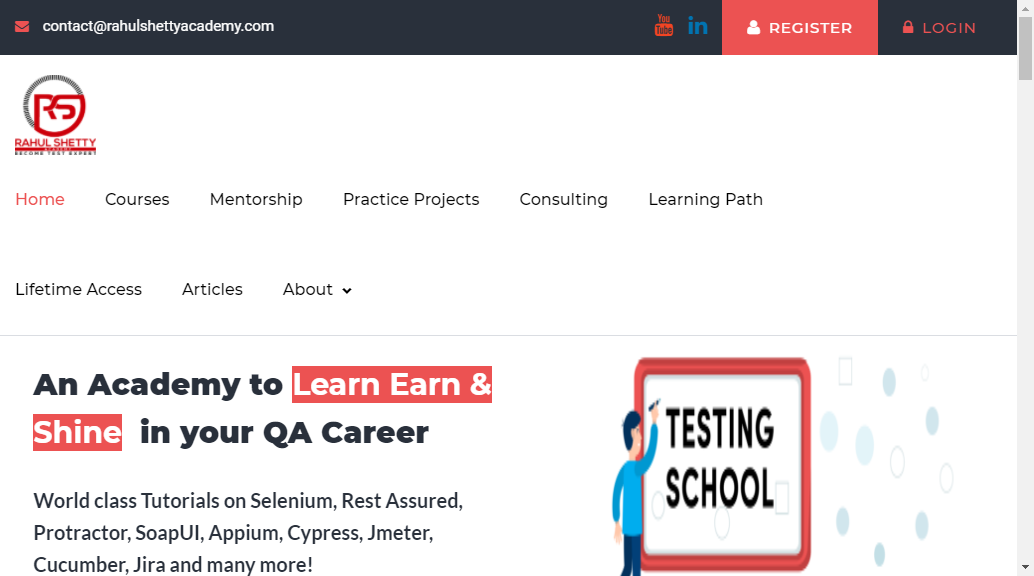 contact@rahulshettyacademy.com
You
Tube
in
REGISTER
LOGIN
RS
RAHUL SHETTY
ACADEMY
BECOME TEST EXPERT
Home Courses Mentorship Practice Projects Consulting Learning Path
Lifetime Access Articles About
An Academy to Learn Earn &
Shine in your QA Career
World class Tutorials on Selenium, Rest Assured,
Protractor, SoapUI, Appium, Cypress, Jmeter,
Cucumber, Jira and many more!
TESTING
SCHOOL